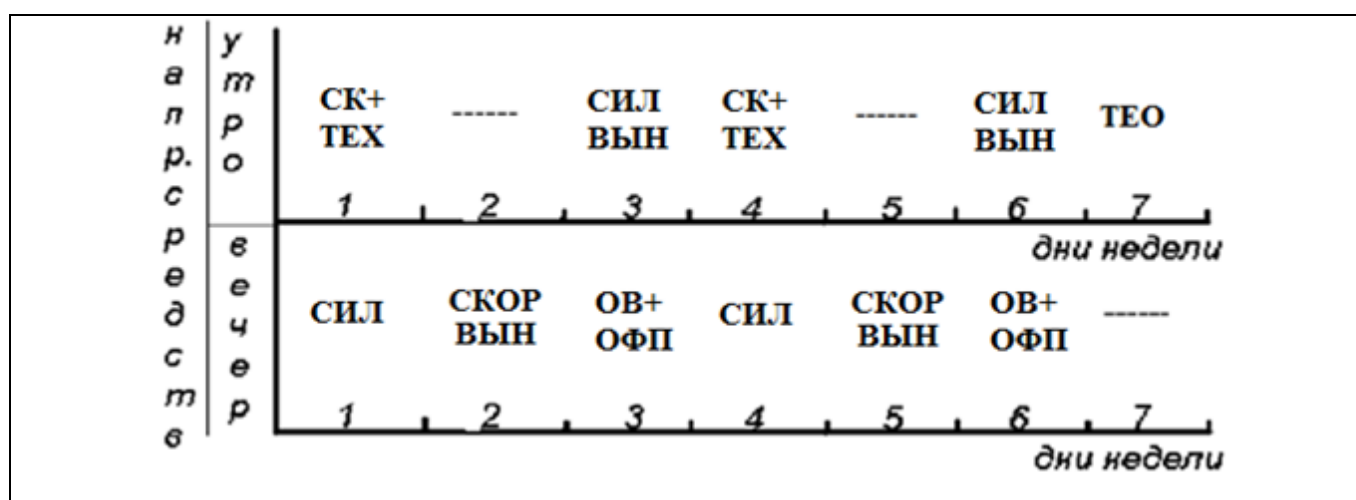 напр.средств
утро
СК+ ------ СИЛ СК+ ------ СИЛ ТЕО
ТЕХ ВЫН ТЕХ ВЫН
1 2 3 4 5 6 7
дни недели
вечер
СИЛ СКОР ОВ+ СИЛ СКОР ОВ+ ------
ВЫН ОФП ВЫН ОФП
1 2 3 4 5 6 7
дни недели